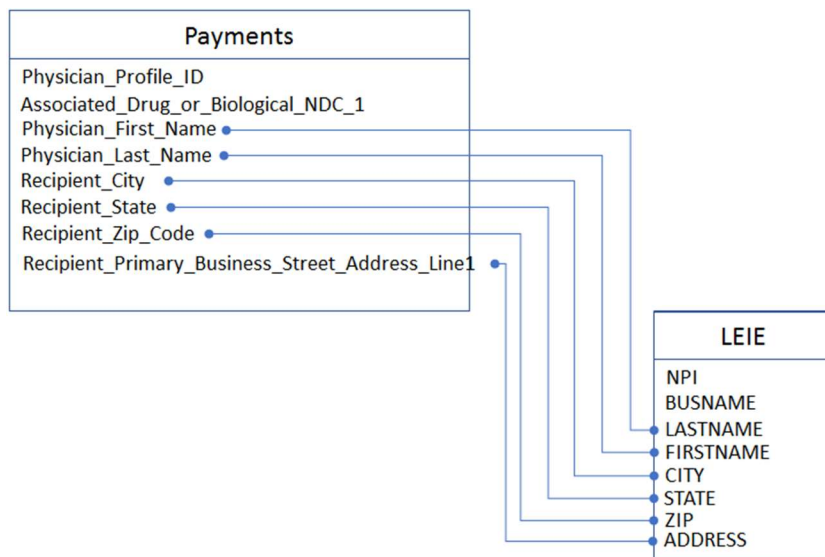 Payments
Physician_Profile_ID
Associated_Drug_or_Biological_NDC_1
Physician_First_Name
Physician_Last_Name
Recipient_City
Recipient_State
Recipient_Zip_Code
Recipient_Primary_Business_Street_Address_Line1
LEIE
NPI
BUSNAME
LASTNAME
FIRSTNAME
CITY
STATE
ZIP
ADDRESS